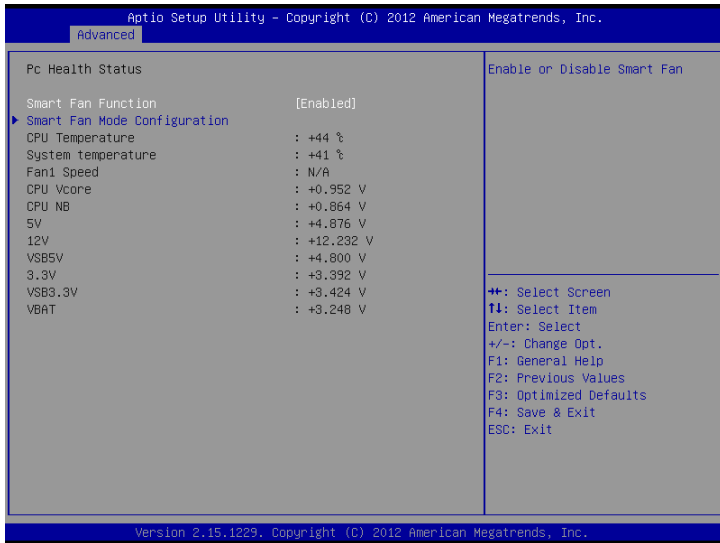 Aptio Setup Utility – Copyright (C) 2012 American Megatrends, Inc.
Advanced
Pc Health Status
Smart Fan Function [Enabled]
Smart Fan Mode Configuration
CPU Temperature : +44 ℃
System temperature : +41 ℃
Fan1 Speed : N/A
CPU Vcore : +0.952 V
CPU NB : +0.864 V
5V : +4.876 V
12V : +12.232 V
VSB5V : +4.800 V
3.3V : +3.392 V
VSB3.3V : +3.424 V
VBAT : +3.248 V
Enable or Disable Smart Fan
→←: Select Screen
↑↓: Select Item
Enter: Select
+/-: Change Opt.
F1: General Help
F2: Previous Values
F3: Optimized Defaults
F4: Save & Exit
ESC: Exit
Version 2.15.1229. Copyright (C) 2012 American Megatrends, Inc.